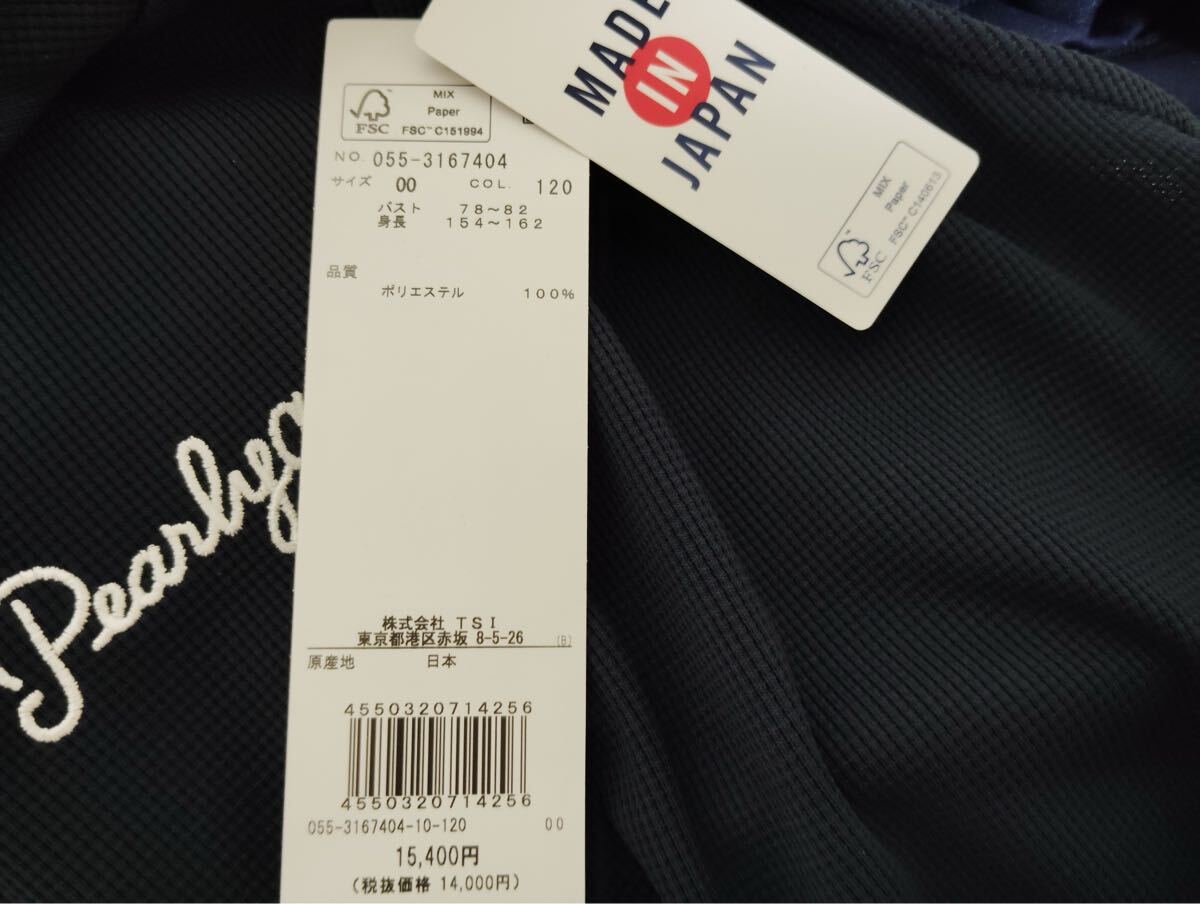 MADE
IN
JAPAN
MIX
Paper
FSC™ C140613
FSC
MIX
Paper
FSC
FSC™ C151994
NO. 055-3167404
サイズ 00 COL. 120
バスト 78～82
身長 154～162
品質
ポリエステル 100%
Pearly
株式会社 TSI
東京都港区赤坂 8-5-26 (B)
原産地 日本
4550320714256
4550320714256
055-3167404-10-120 00
15,400円
(税抜価格 14,000円)